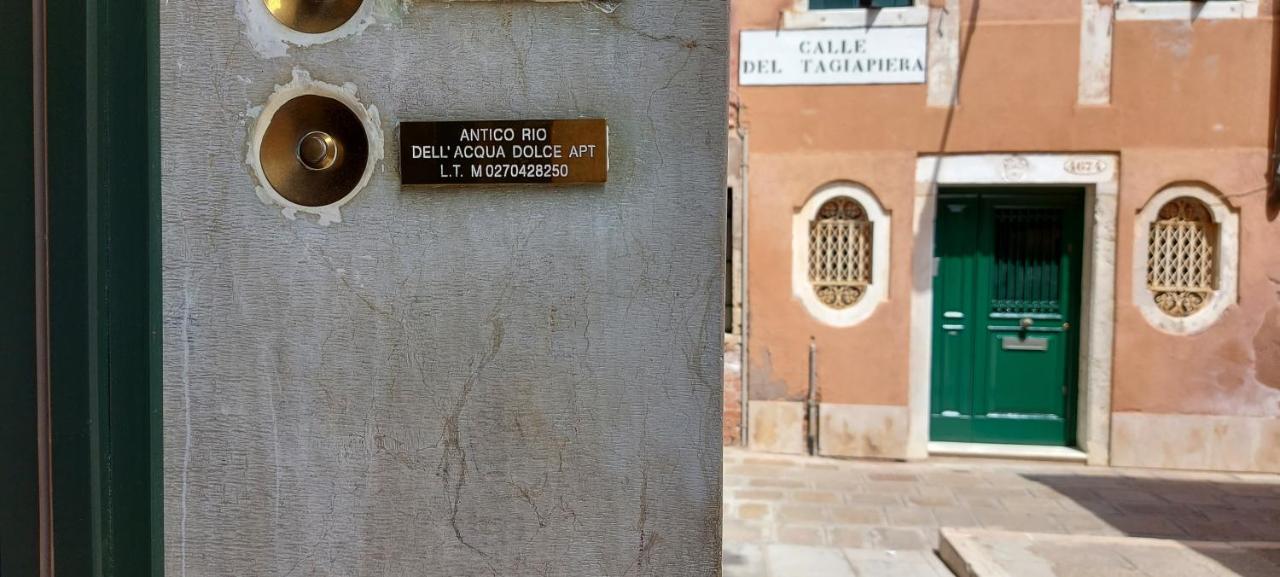 ANTICO RIO
DELL'ACQUA DOLCE APT
L.T. M0270428250
CALLE
DEL TAGIAPIERA
4674